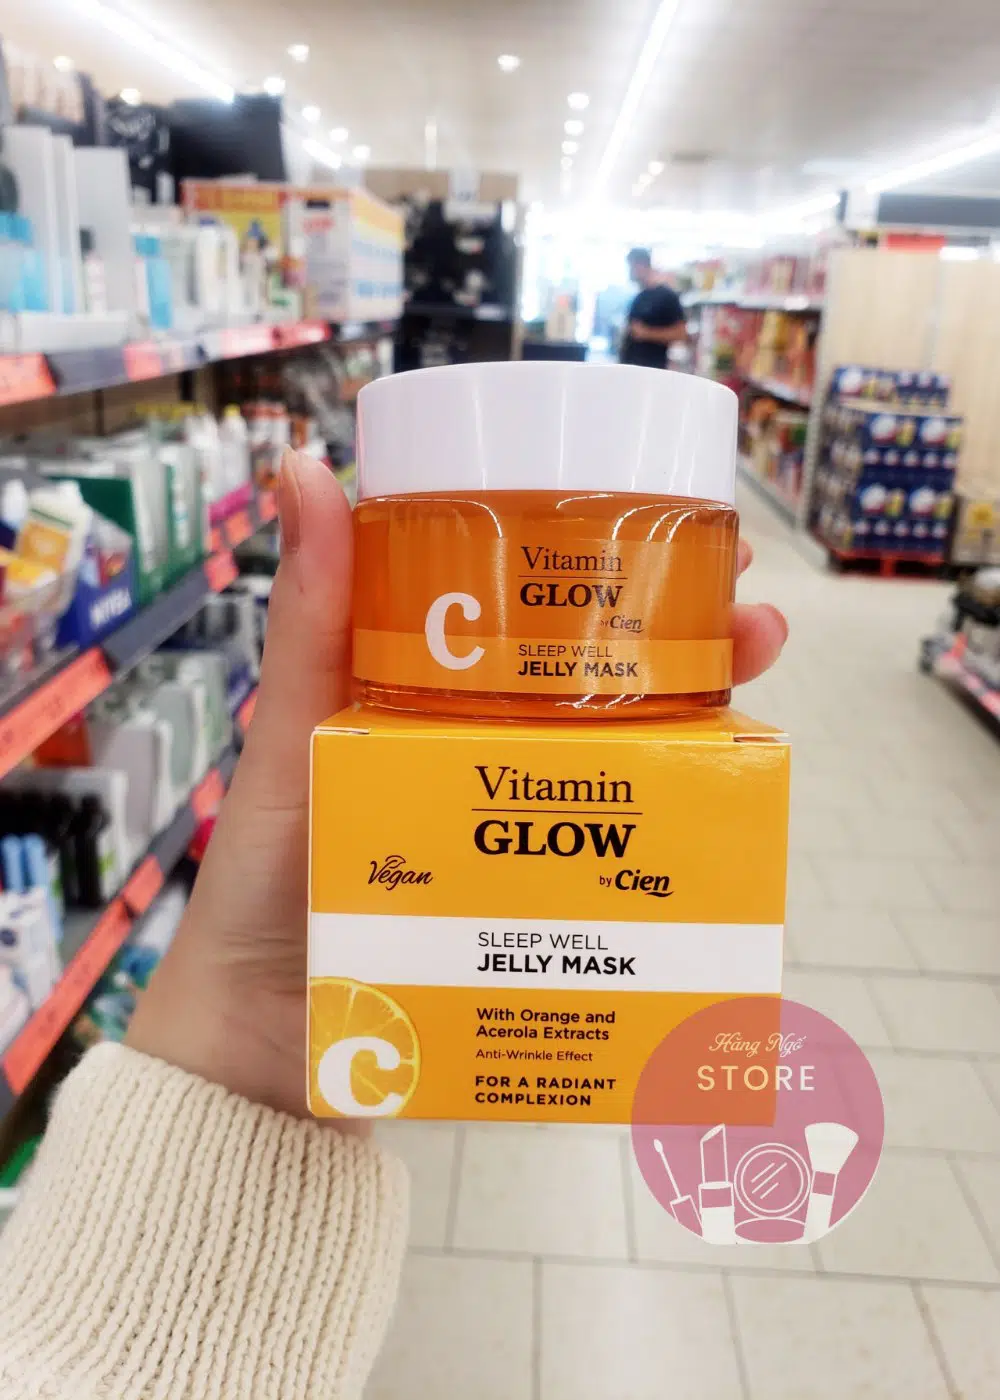 Vitamin
GLOW
by Cien
C
SLEEP WELL
JELLY MASK
Vitamin
GLOW
by Cien
Vegan
SLEEP WELL
JELLY MASK
With Orange and
Acerola Extracts
Anti-Wrinkle Effect
FOR A RADIANT
COMPLEXION
C
Hằng Ngố
STORE
NIVEA